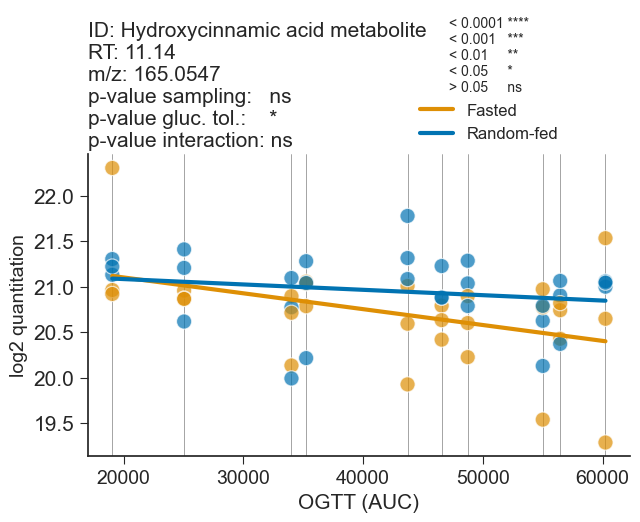 ID: Hydroxycinnamic acid metabolite
RT: 11.14
m/z: 165.0547
p-value sampling: ns
p-value gluc. tol.: *
p-value interaction: ns
< 0.0001 ****
< 0.001 ***
< 0.01 **
< 0.05 *
> 0.05 ns
Fasted
Random-fed
log2 quantitation
22.0
21.5
21.0
20.5
20.0
19.5
20000 30000 40000 50000 60000
OGTT (AUC)